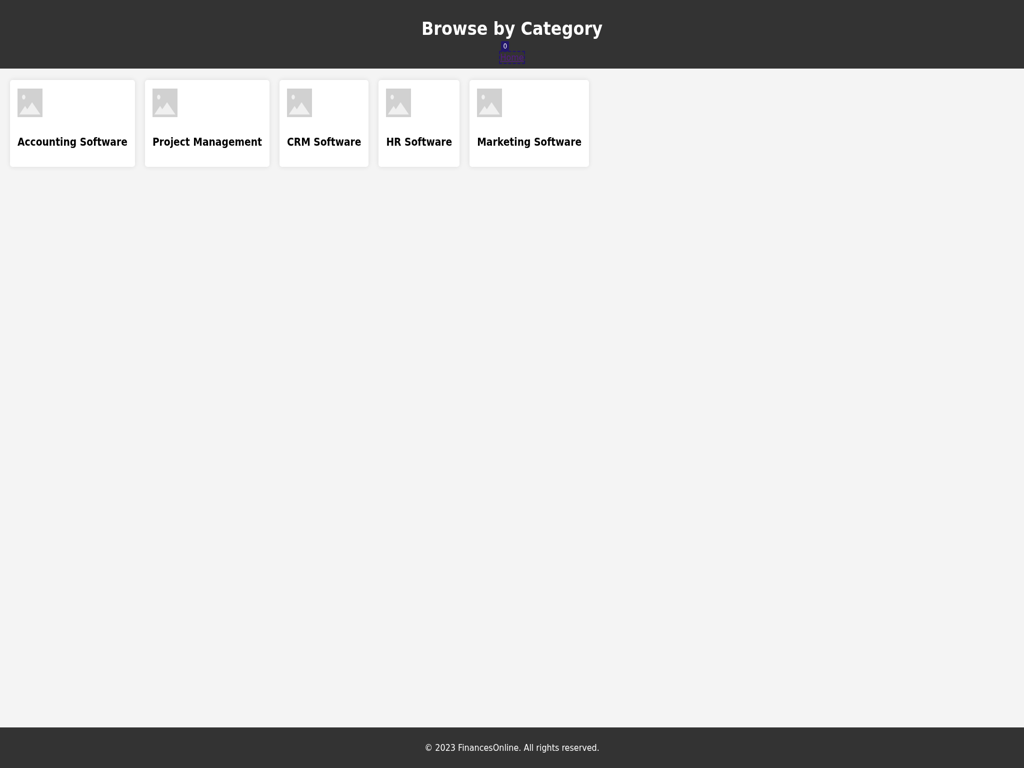 Browse by Category
0
Accounting Software
Project Management
CRM Software
HR Software
Marketing Software
© 2023 FinancesOnline. All rights reserved.